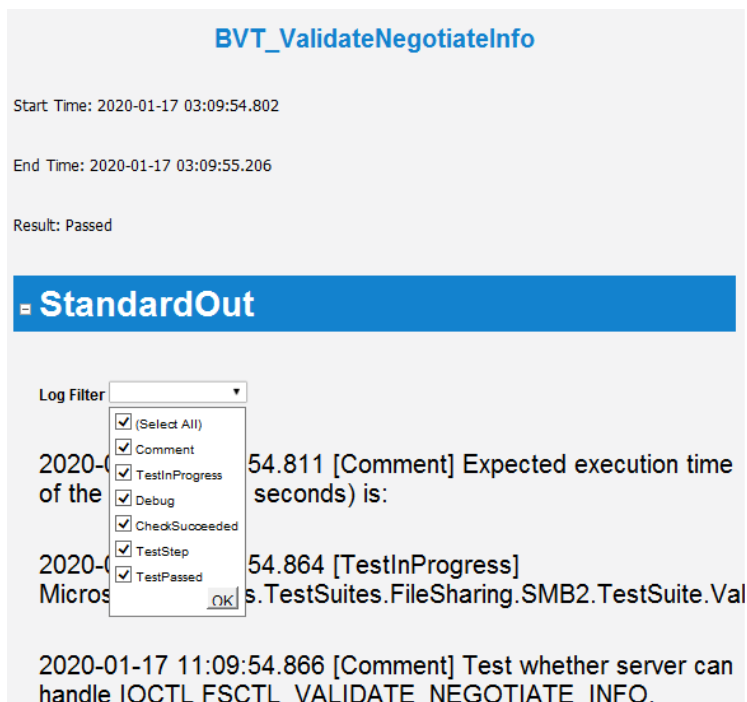 BVT_ValidateNegotiateInfo
Start Time: 2020-01-17 03:09:54.802
End Time: 2020-01-17 03:09:55.206
Result: Passed
StandardOut
Log Filter
(Select All)
Comment
TestInProgress
Debug
CheckSucceeded
TestStep
TestPassed
OK
2020- 54.811 [Comment] Expected execution time
of the seconds) is:
2020- 54.864 [TestInProgress]
Micros s.TestSuites.FileSharing.SMB2.TestSuite.Val
2020-01-17 11:09:54.866 [Comment] Test whether server can
handle IOCTL FSCTL_VALIDATE_NEGOTIATE_INFO.